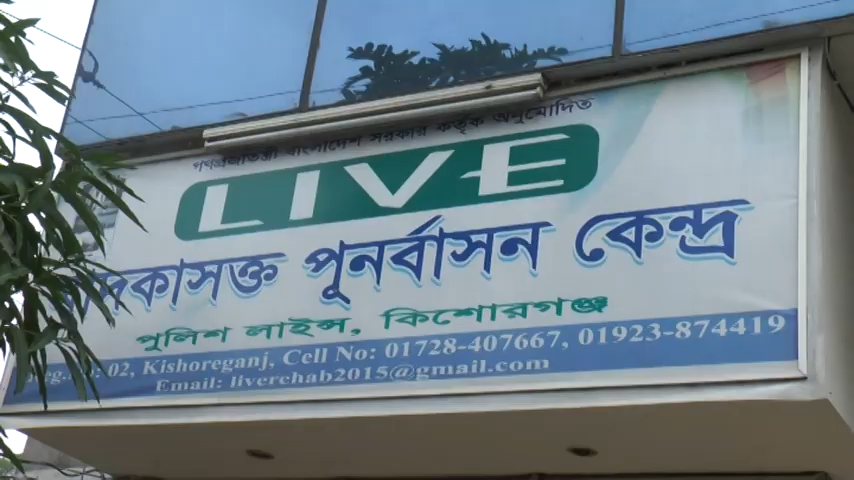 গণপ্রজাতন্ত্রী বাংলাদেশ সরকার কর্তৃক অনুমোদিত
LIVE
মাদকাসক্ত পুনর্বাসন কেন্দ্র
পুলিশ লাইন্স, কিশোরগঞ্জ
02, Kishoreganj, Cell No: 01728-407667, 01923-874419
Email: liverehab2015@gmail.com